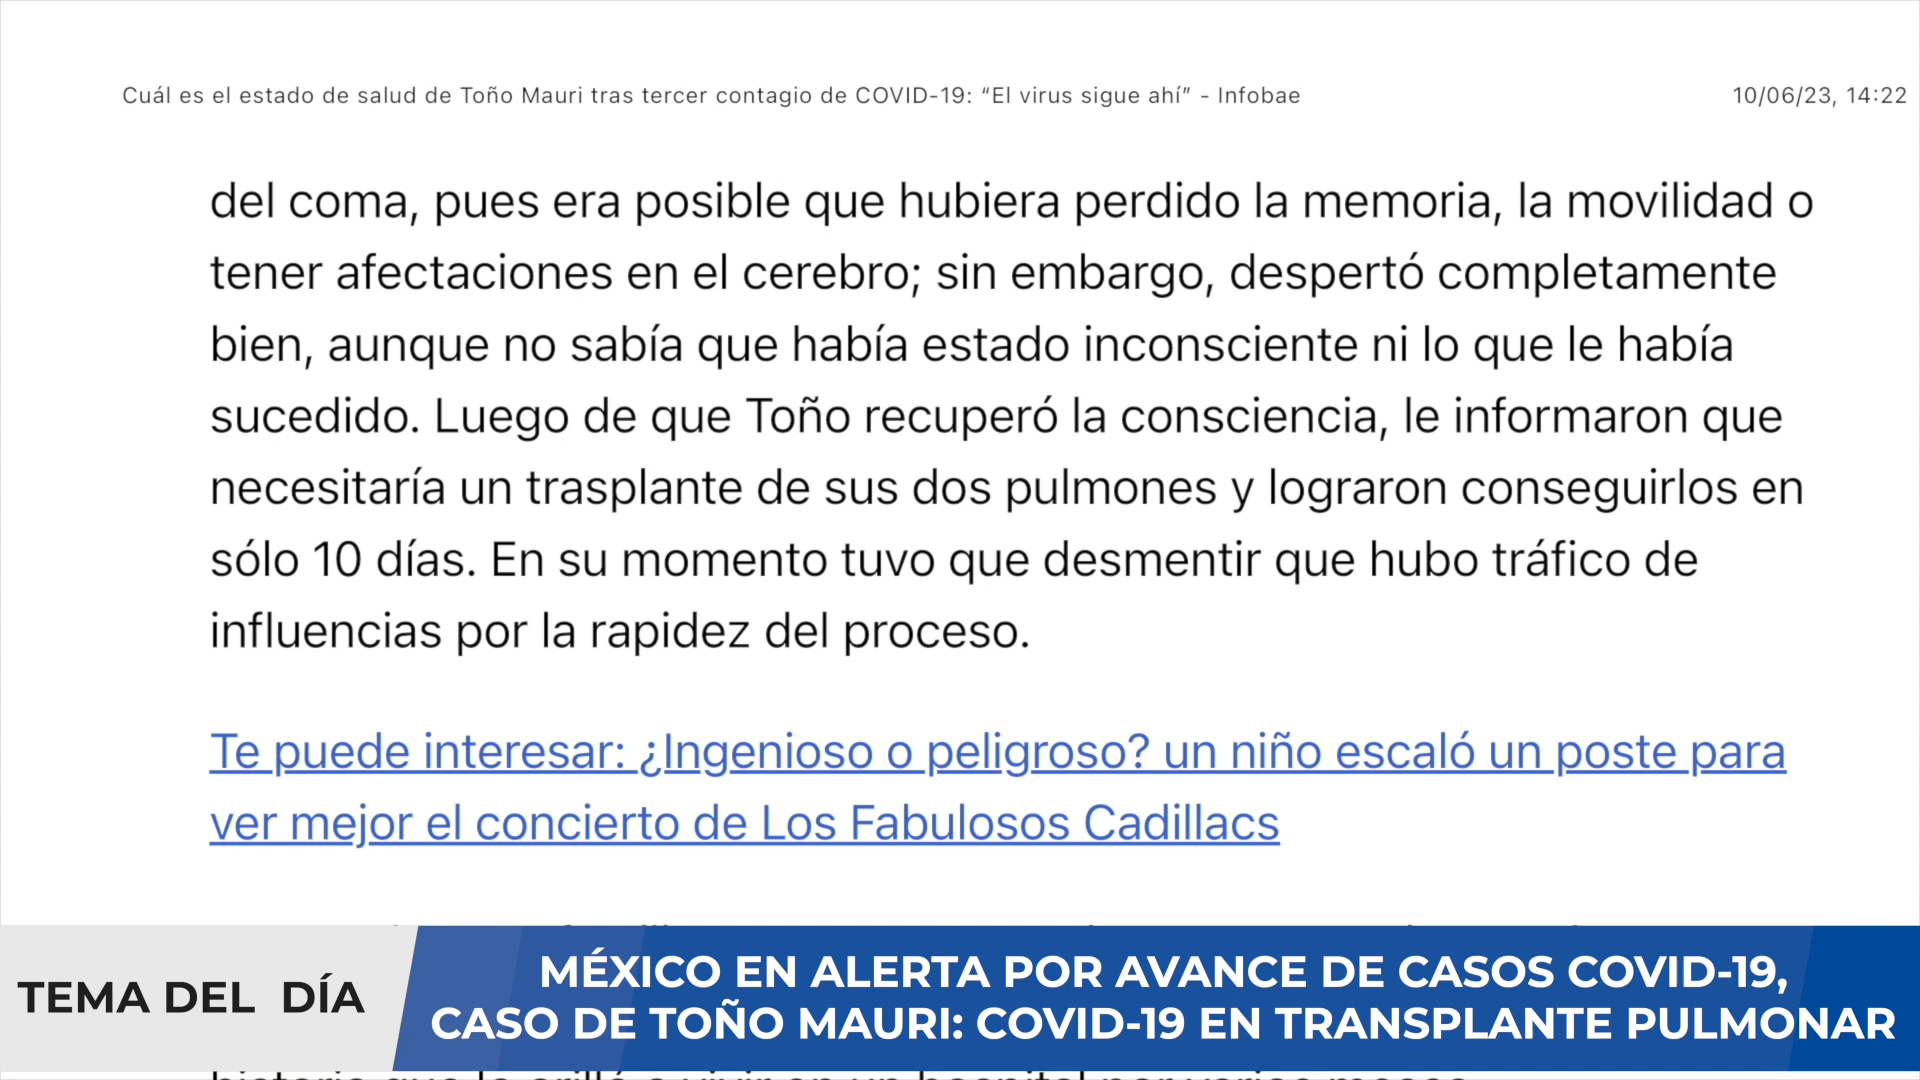 Cuál es el estado de salud de Toño Mauri tras tercer contagio de COVID-19: “El virus sigue ahí” - Infobae
10/06/23, 14:22
del coma, pues era posible que hubiera perdido la memoria, la movilidad o
tener afectaciones en el cerebro; sin embargo, despertó completamente
bien, aunque no sabía que había estado inconsciente ni lo que le había
sucedido. Luego de que Toño recuperó la consciencia, le informaron que
necesitaría un trasplante de sus dos pulmones y lograron conseguirlos en
sólo 10 días. En su momento tuvo que desmentir que hubo tráfico de
influencias por la rapidez del proceso.
Te puede interesar: ¿Ingenioso o peligroso? un niño escaló un poste para
ver mejor el concierto de Los Fabulosos Cadillacs
TEMA DEL DÍA
MÉXICO EN ALERTA POR AVANCE DE CASOS COVID-19,
CASO DE TOÑO MAURI: COVID-19 EN TRANSPLANTE PULMONAR